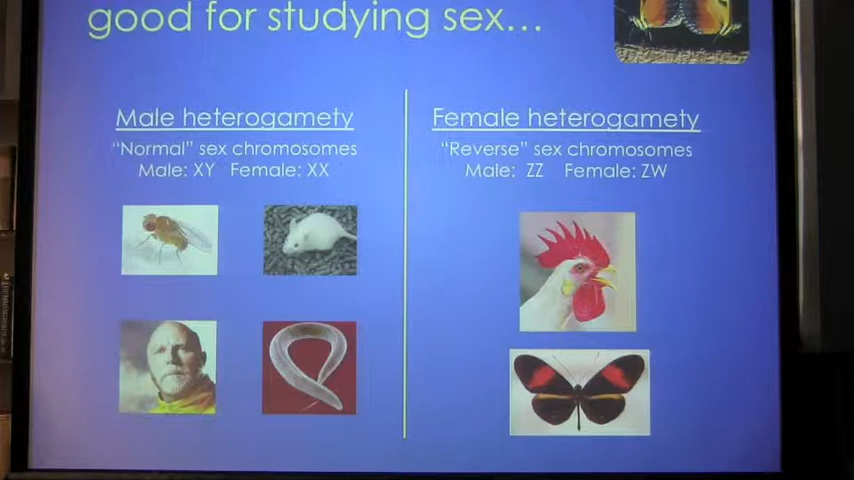 good for studying sex…
Male heterogamety
"Normal" sex chromosomes
Male: XY Female: XX
Female heterogamety
"Reverse" sex chromosomes
Male: ZZ Female: ZW